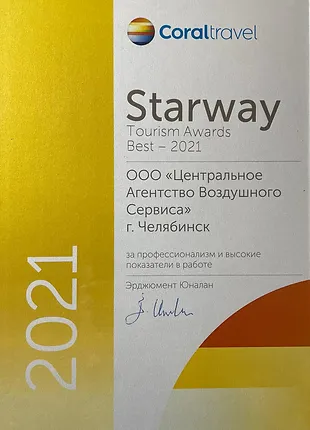 Coraltravel
Starway
Tourism Awards
Best – 2021
ООО «Центральное
Агентство Воздушного
Сервиса»
г. Челябинск
за профессионализм и высокие
показатели в работе
Эрджюмент Юналан
2021